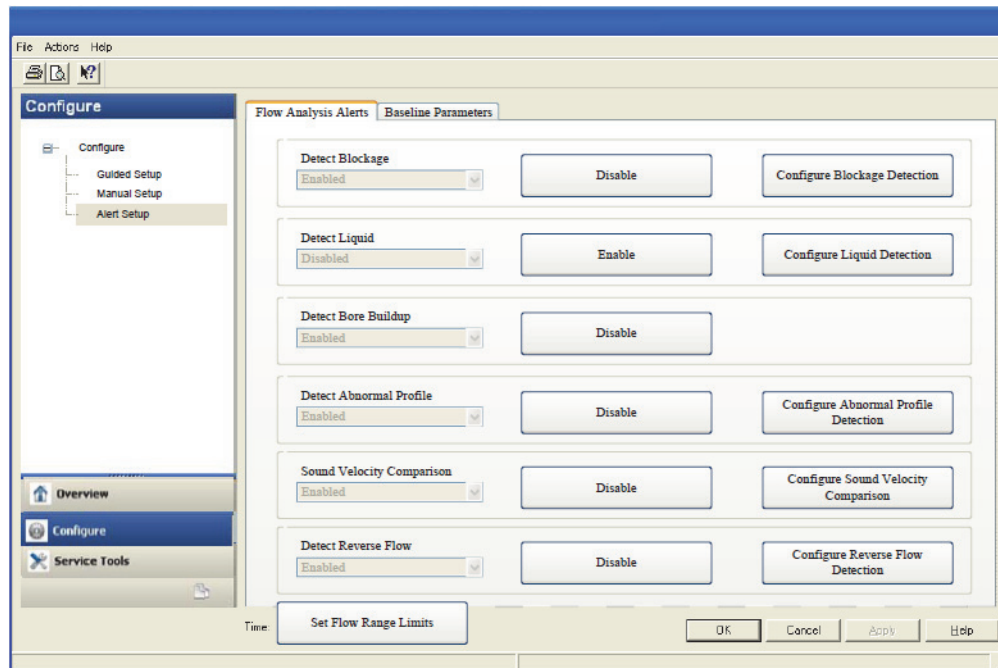 File Actions Help
Configure
Configure
Guided Setup
Manual Setup
Alert Setup
Overview
Configure
Service Tools
Flow Analysis Alerts
Baseline Parameters
Detect Blockage
Enabled
Disable
Configure Blockage Detection
Detect Liquid
Disabled
Enable
Configure Liquid Detection
Detect Bore Buildup
Enabled
Disable
Detect Abnormal Profile
Enabled
Disable
Configure Abnormal Profile
Detection
Sound Velocity Comparison
Enabled
Disable
Configure Sound Velocity
Comparison
Detect Reverse Flow
Enabled
Disable
Configure Reverse Flow
Detection
Time:
Set Flow Range Limits
OK
Cancel
Apply
Help